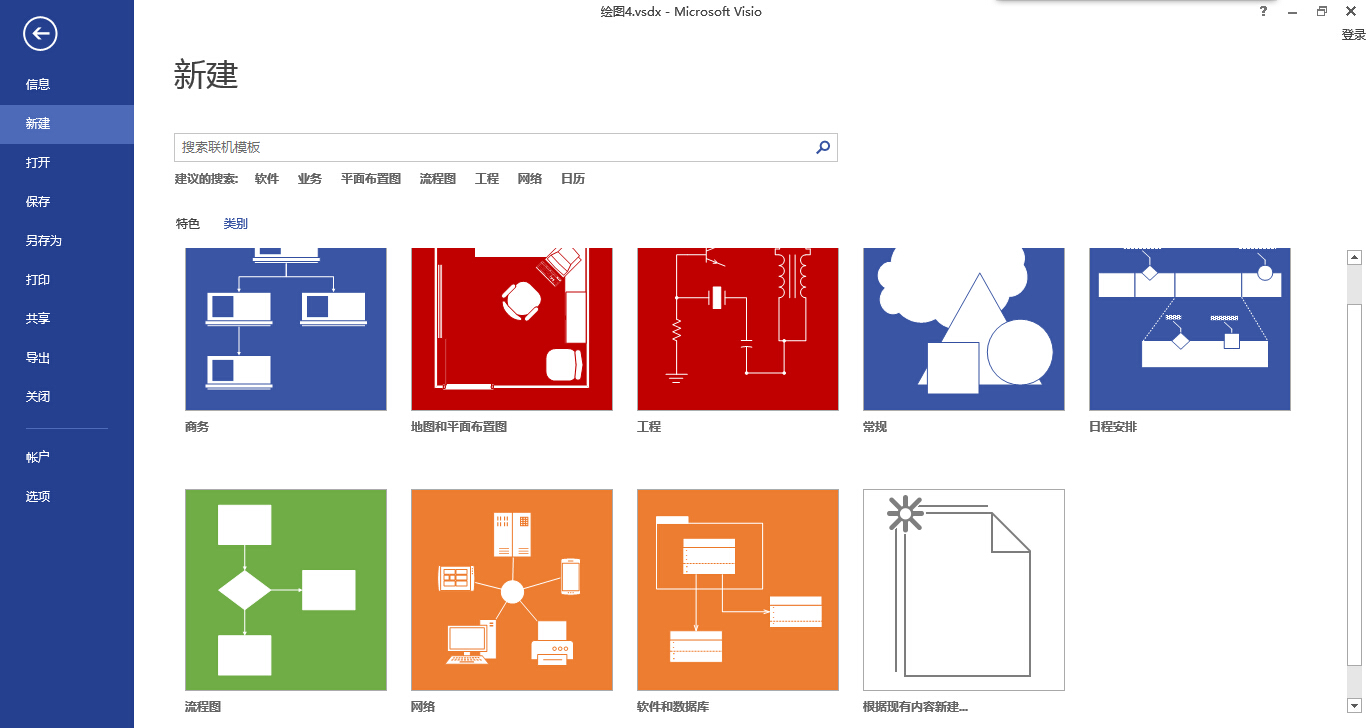 绘图4.vsdx - Microsoft Visio
?
登录
信息
新建
打开
保存
另存为
打印
共享
导出
关闭
帐户
选项
新建
搜索联机模板
建议的搜索: 软件 业务 平面布置图 流程图 工程 网络 日历
特色 类别
商务 地图和平面布置图 工程 常规 日程安排
流程图 网络 软件和数据库 根据现有内容新建...